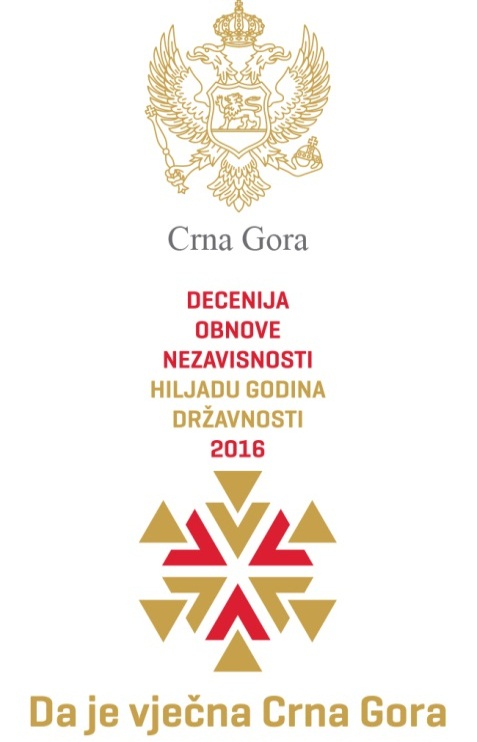 Crna Gora
DECENIJA
OBNOVE
NEZAVISNOSTI
HILJADU GODINA
DRŽAVNOSTI
2016
Da je vječna Crna Gora